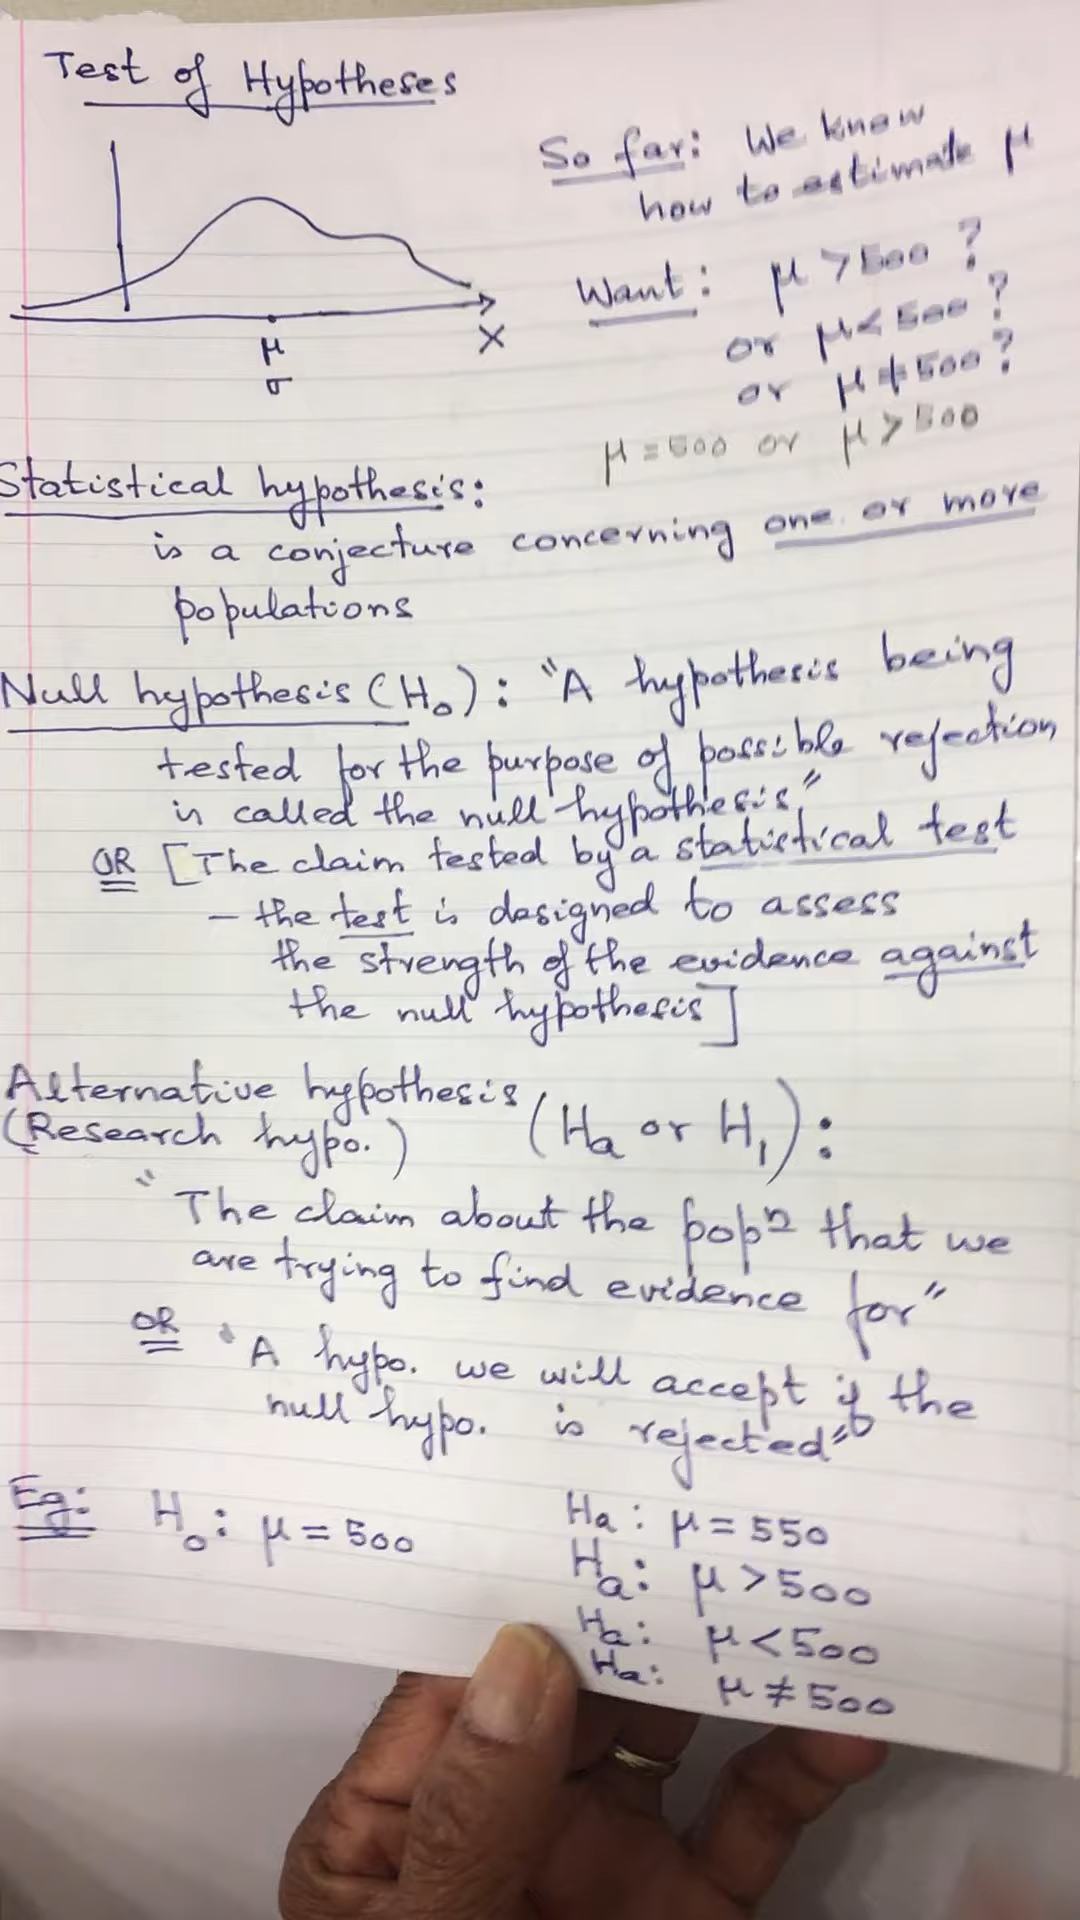 Test of Hypotheses
So far: We know
how to estimate μ
Want: μ > 500 ?
or μ < 500 ?
or μ ≠ 500 ?
μ = 500 or μ > 500
μ
σ
X
Statistical hypothesis:
is a conjecture concerning one or more
populations
Null hypothesis (H₀): "A hypothesis being
tested for the purpose of possible rejection
is called the null hypothesis"
OR [The claim tested by a statistical test
– the test is designed to assess
the strength of the evidence against
the null hypothesis]
Alternative hypothesis
(Research hypo.) (Hₐ or H₁):
"The claim about the popⁿ that we
are trying to find evidence for"
OR "A hypo. we will accept if the
null hypo. is rejected"
Eg: H₀: μ = 500 Hₐ: μ = 550
Hₐ: μ > 500
Hₐ: μ < 500
Hₐ: μ ≠ 500